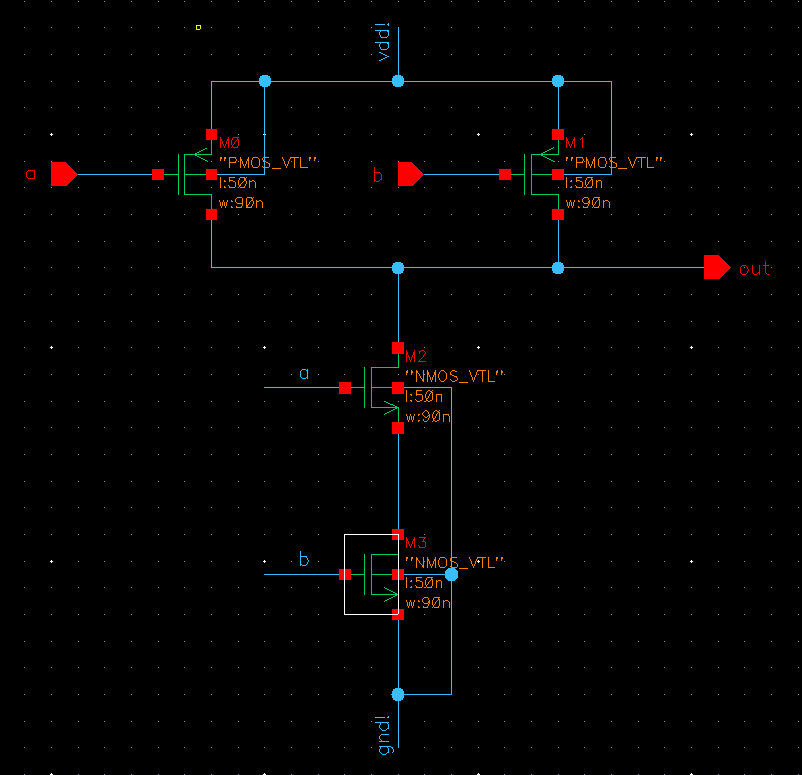 vdd!
M0
"PMOS_VTL"
a
l:50n
w:90n
M1
"PMOS_VTL"
b
l:50n
w:90n
out
M2
a
"NMOS_VTL"
l:50n
w:90n
M3
b
"NMOS_VTL"
l:50n
w:90n
gnd!